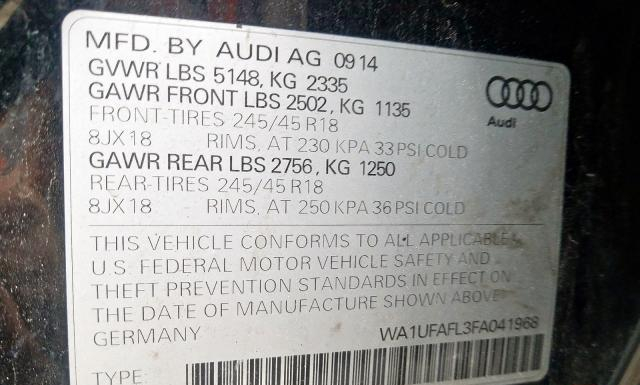 MFD. BY AUDI AG 0914
GVWR LBS 5148, KG 2335
GAWR FRONT LBS 2502, KG 1135
FRONT-TIRES 245/45 R18
8JX18 RIMS, AT 230 KPA 33 PSI COLD
GAWR REAR LBS 2756, KG 1250
REAR-TIRES 245/45 R18
8JX18 RIMS, AT 250 KPA 36 PSI COLD
Audi
THIS VEHICLE CONFORMS TO ALL APPLICABLE
U.S. FEDERAL MOTOR VEHICLE SAFETY AND
THEFT PREVENTION STANDARDS IN EFFECT ON
THE DATE OF MANUFACTURE SHOWN ABOVE
GERMANY WA1UFAFL3FA041968
TYPE: